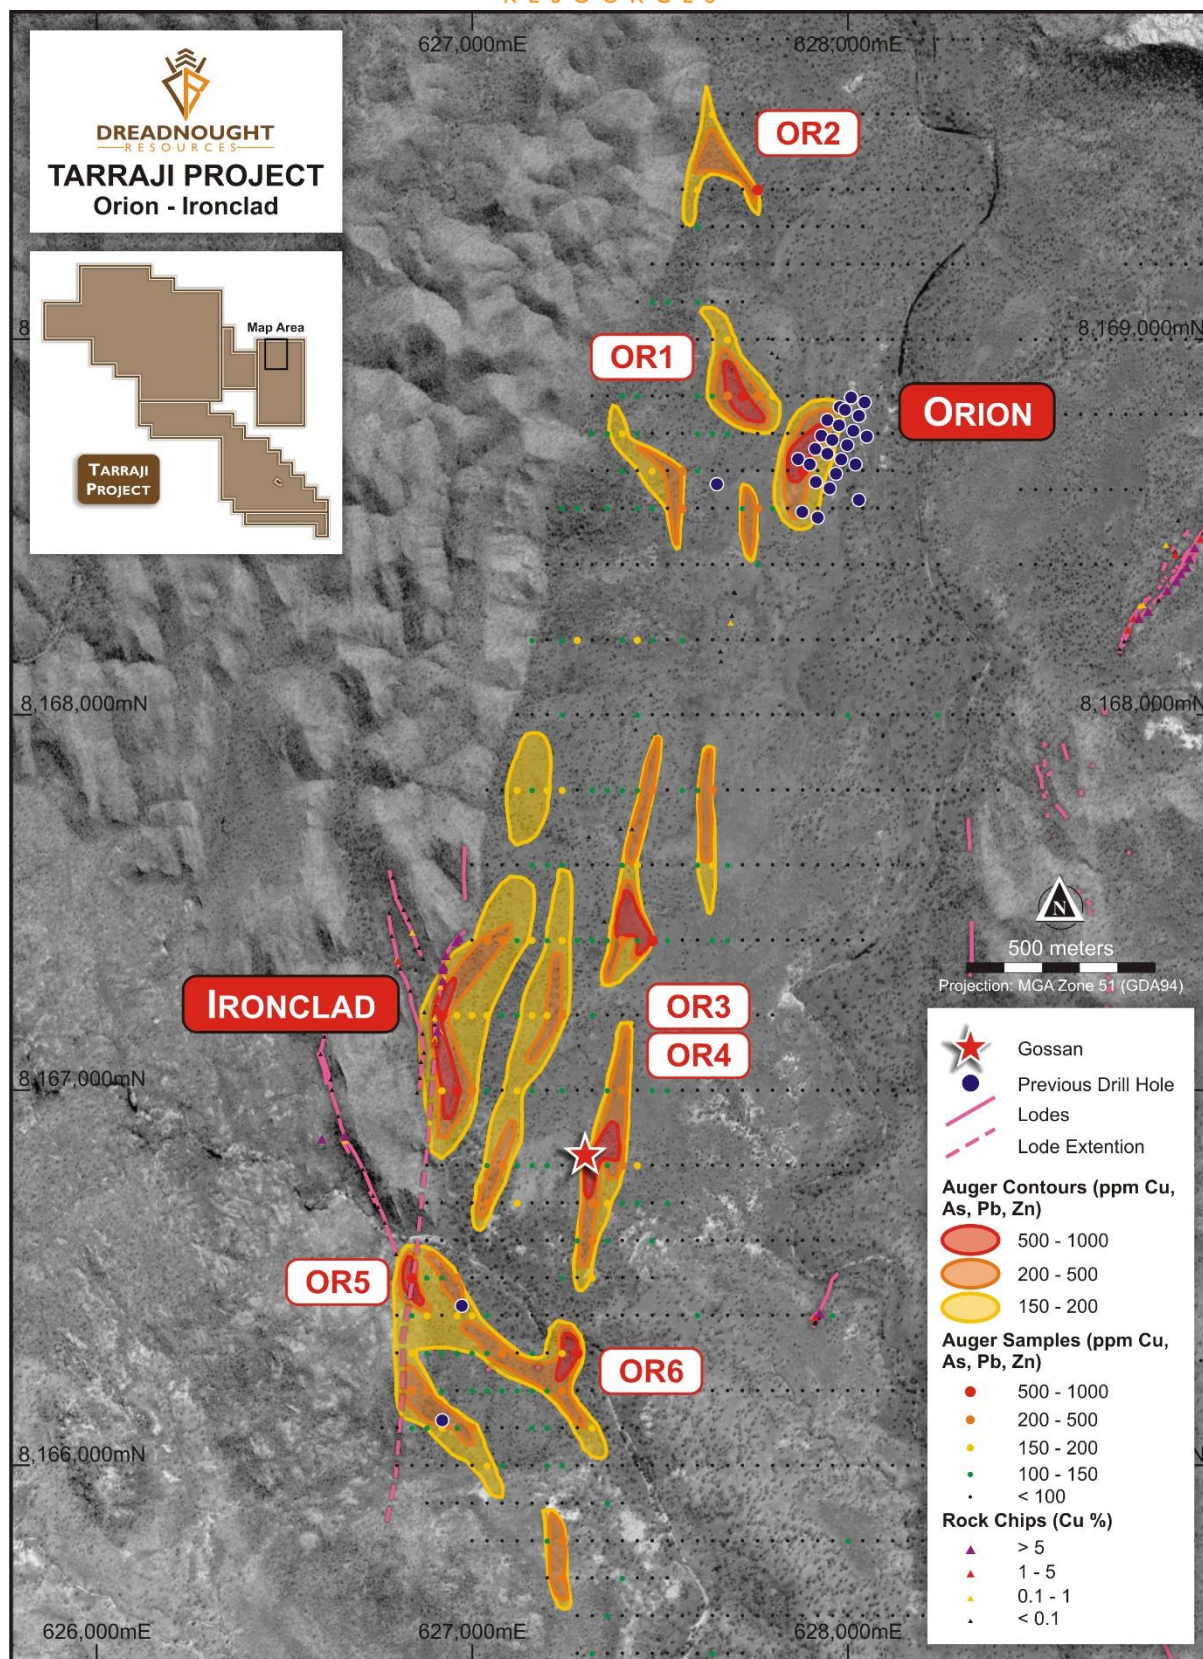 RESOURCES
627,000mE
628,000mE
DREADNOUGHT
RESOURCES
TARRAJI PROJECT
Orion - Ironclad
Map Area
TARRAJI
PROJECT
OR2
8
8,169,000mN
OR1
ORION
8,168,000mN
8,168,000mN
N
500 meters
Projection: MGA Zone 51 (GDA94)
IRONCLAD
OR3
OR4
8,167,000mN
OR5
OR6
8,166,000mN
N
626,000mE
627,000mE
628,000mE
Gossan
Previous Drill Hole
Lodes
Lode Extention
Auger Contours (ppm Cu,
As, Pb, Zn)
500 - 1000
200 - 500
150 - 200
Auger Samples (ppm Cu,
As, Pb, Zn)
500 - 1000
200 - 500
150 - 200
100 - 150
< 100
Rock Chips (Cu %)
> 5
1 - 5
0.1 - 1
< 0.1